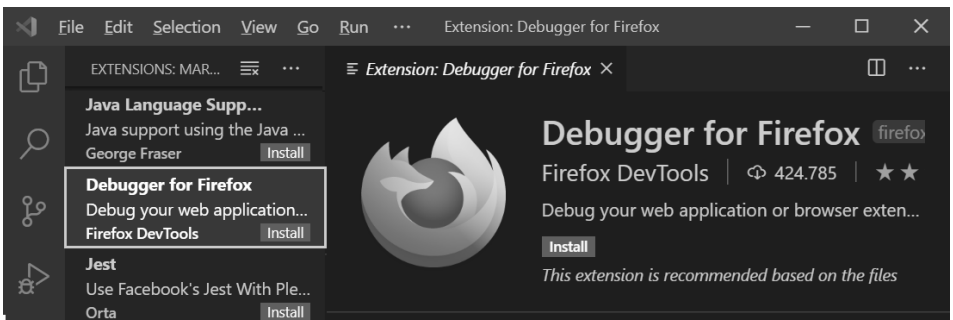 File Edit Selection View Go Run ··· Extension: Debugger for Firefox
EXTENSIONS: MAR... ···
Java Language Supp...
Java support using the Java ...
George Fraser Install
Debugger for Firefox
Debug your web application...
Firefox DevTools Install
Jest
Use Facebook's Jest With Ple...
Orta Install
Extension: Debugger for Firefox ···
Debugger for Firefox firefox
Firefox DevTools 424.785
Debug your web application or browser exten...
Install
This extension is recommended based on the files